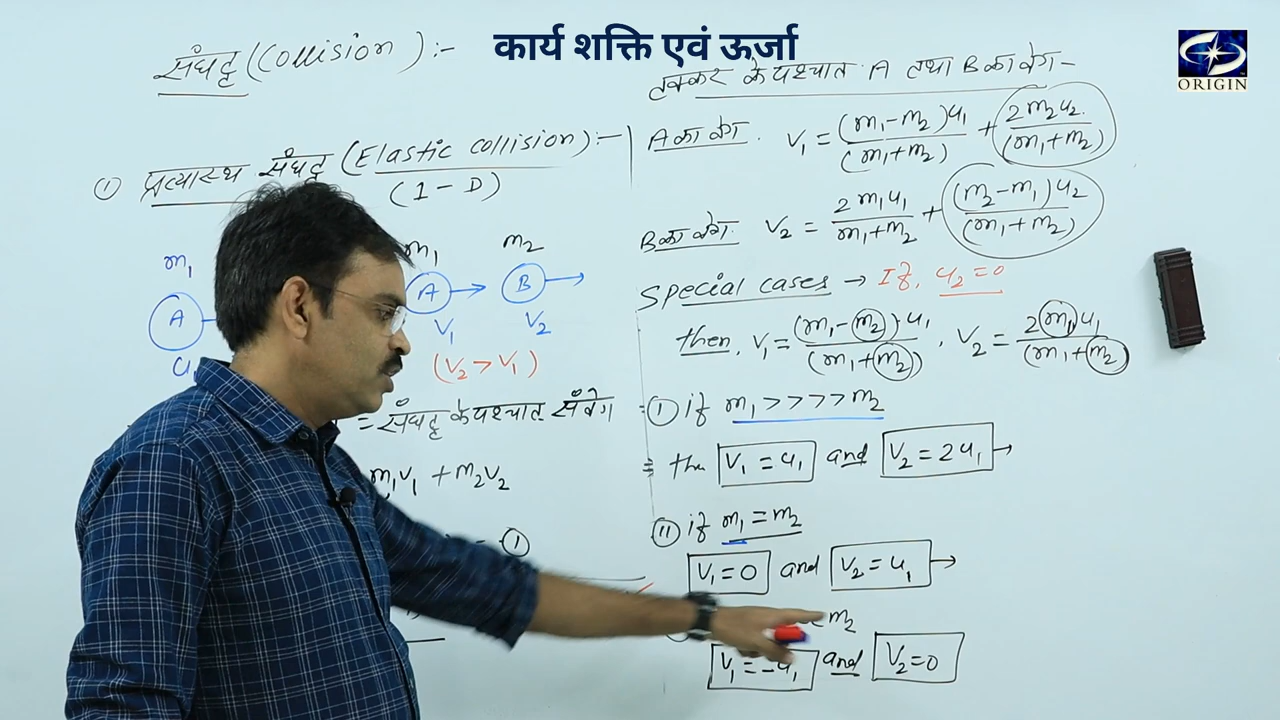 कार्य शक्ति एवं ऊर्जा
ORIGIN
संघट्ट (Collision) :-
① प्रत्यास्थ संघट्ट (Elastic collision) :-
(1 - D)
m₁ m₁ m₂
A A B
u₁ V₁ V₂
(V₂ > V₁)
= संघट्ट के पश्चात् संवेग
m₁v₁ + m₂v₂
①
टक्कर के पश्चात A तथा B का वेग -
A का वेग. V₁ = (m₁ - m₂)u₁ / (m₁ + m₂) + 2m₂u₂ / (m₁ + m₂)
B का वेग. V₂ = 2m₁u₁ / m₁ + m₂ + (m₂ - m₁)u₂ / (m₁ + m₂)
Special cases → If, u₂ = 0
then, V₁ = (m₁ - m₂)u₁ / (m₁ + m₂) , V₂ = 2m₁u₁ / (m₁ + m₂)
Ⓘ if m₁ >>>> m₂
then V₁ = u₁ and V₂ = 2u₁ →
Ⅱ if m₁ = m₂
V₁ = 0 and V₂ = u₁ →
m₂
V₁ = -u₁ and V₂ = 0